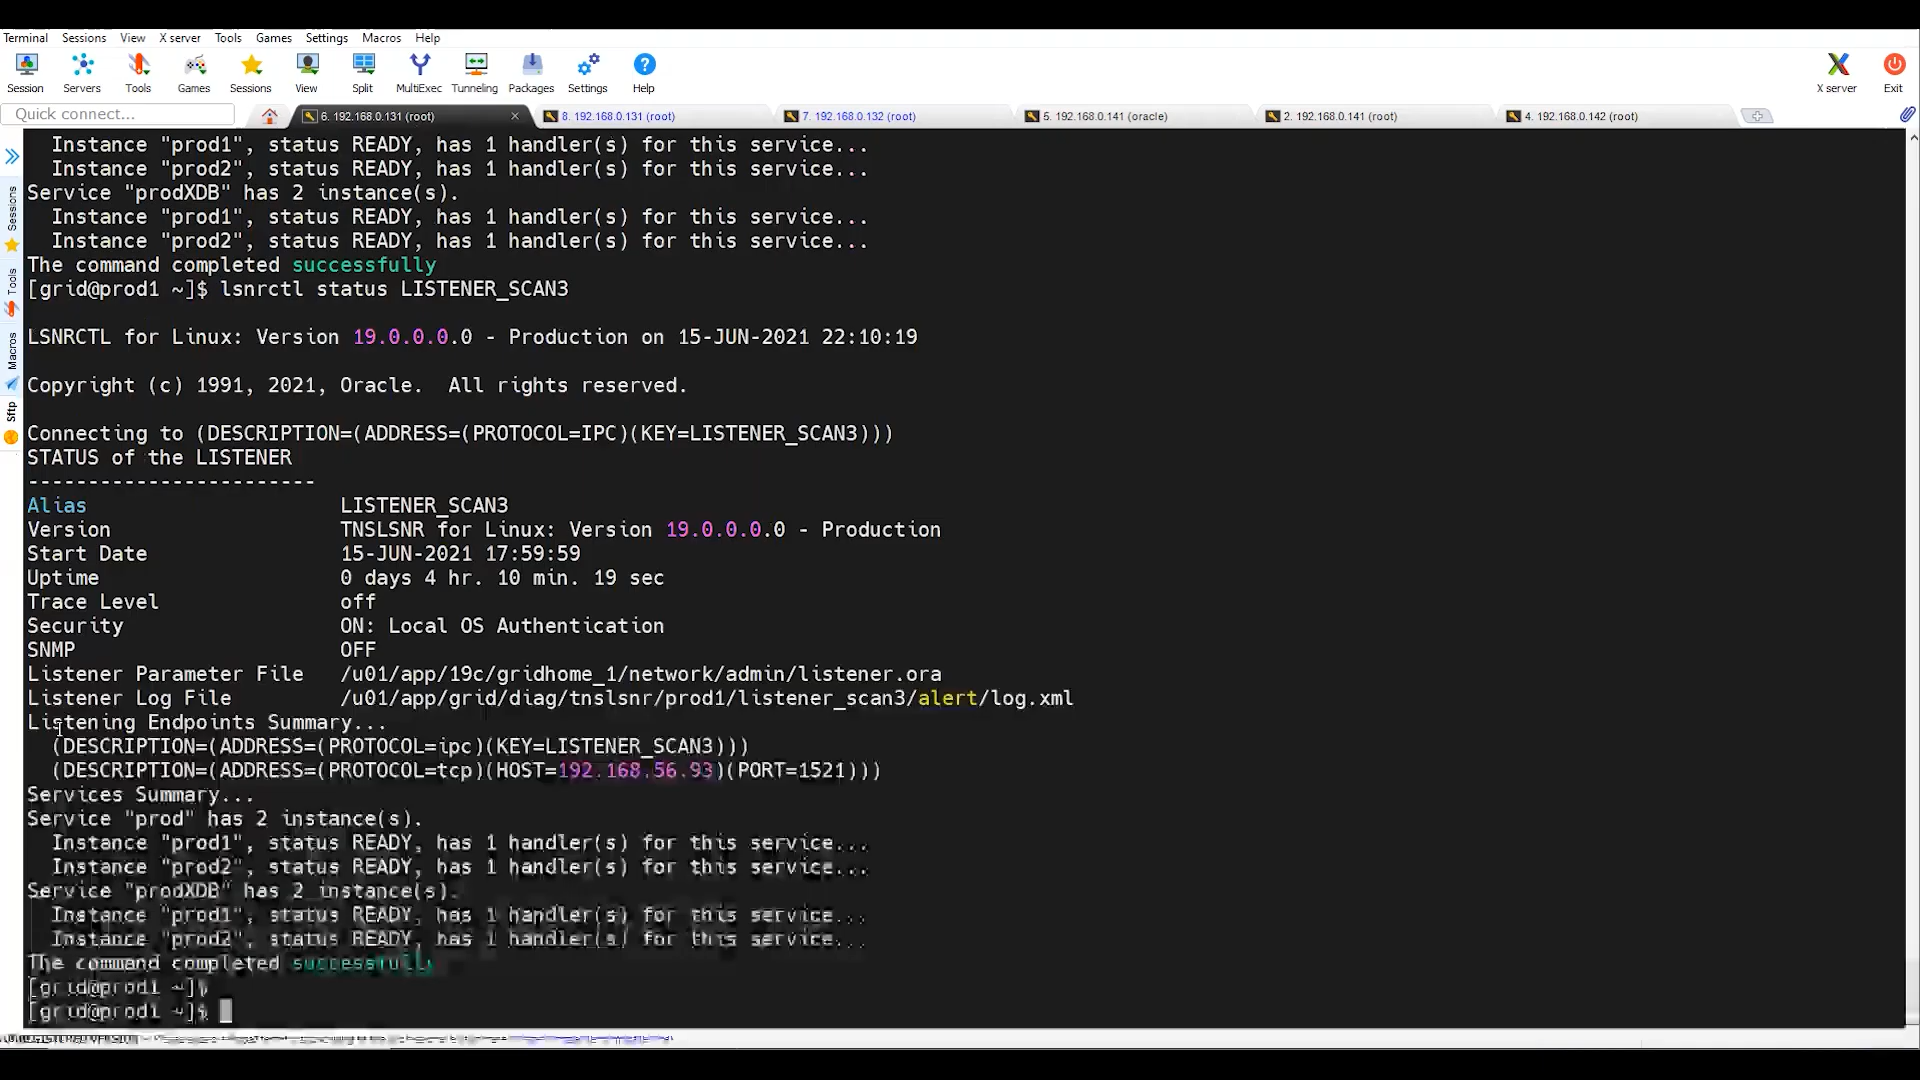 Terminal Sessions View X server Tools Games Settings Macros Help
Session Servers Tools Games Sessions View Split MultiExec Tunneling Packages Settings Help X server Exit
Quick connect... 6. 192.168.0.131 (root) 8. 192.168.0.131 (root) 7. 192.168.0.132 (root) 5. 192.168.0.141 (oracle) 2. 192.168.0.141 (root) 4. 192.168.0.142 (root)
Sessions
Tools
Macros
Sftp
Instance "prod1", status READY, has 1 handler(s) for this service...
Instance "prod2", status READY, has 1 handler(s) for this service...
Service "prodXDB" has 2 instance(s).
Instance "prod1", status READY, has 1 handler(s) for this service...
Instance "prod2", status READY, has 1 handler(s) for this service...
The command completed successfully
[grid@prod1 ~]$ lsnrctl status LISTENER_SCAN3
LSNRCTL for Linux: Version 19.0.0.0.0 - Production on 15-JUN-2021 22:10:19
Copyright (c) 1991, 2021, Oracle. All rights reserved.
Connecting to (DESCRIPTION=(ADDRESS=(PROTOCOL=IPC)(KEY=LISTENER_SCAN3)))
STATUS of the LISTENER
------------------------
Alias LISTENER_SCAN3
Version TNSLSNR for Linux: Version 19.0.0.0.0 - Production
Start Date 15-JUN-2021 17:59:59
Uptime 0 days 4 hr. 10 min. 19 sec
Trace Level off
Security ON: Local OS Authentication
SNMP OFF
Listener Parameter File /u01/app/19c/gridhome_1/network/admin/listener.ora
Listener Log File /u01/app/grid/diag/tnslsnr/prod1/listener_scan3/alert/log.xml
Listening Endpoints Summary...
(DESCRIPTION=(ADDRESS=(PROTOCOL=ipc)(KEY=LISTENER_SCAN3)))
(DESCRIPTION=(ADDRESS=(PROTOCOL=tcp)(HOST=192.168.56.93)(PORT=1521)))
Services Summary...
Service "prod" has 2 instance(s).
Instance "prod1", status READY, has 1 handler(s) for this service...
Instance "prod2", status READY, has 1 handler(s) for this service...
Service "prodXDB" has 2 instance(s).
Instance "prod1", status READY, has 1 handler(s) for this service...
Instance "prod2", status READY, has 1 handler(s) for this service...
The command completed successfully
[grid@prod1 ~]$
[grid@prod1 ~]$